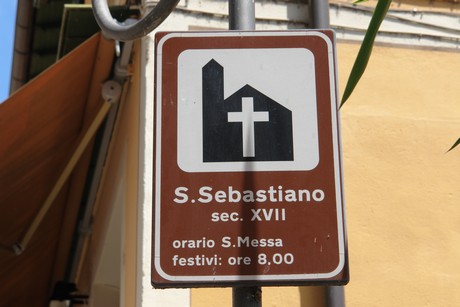 S.Sebastiano
sec. XVII
orario S.Messa
festivi: ore 8,00